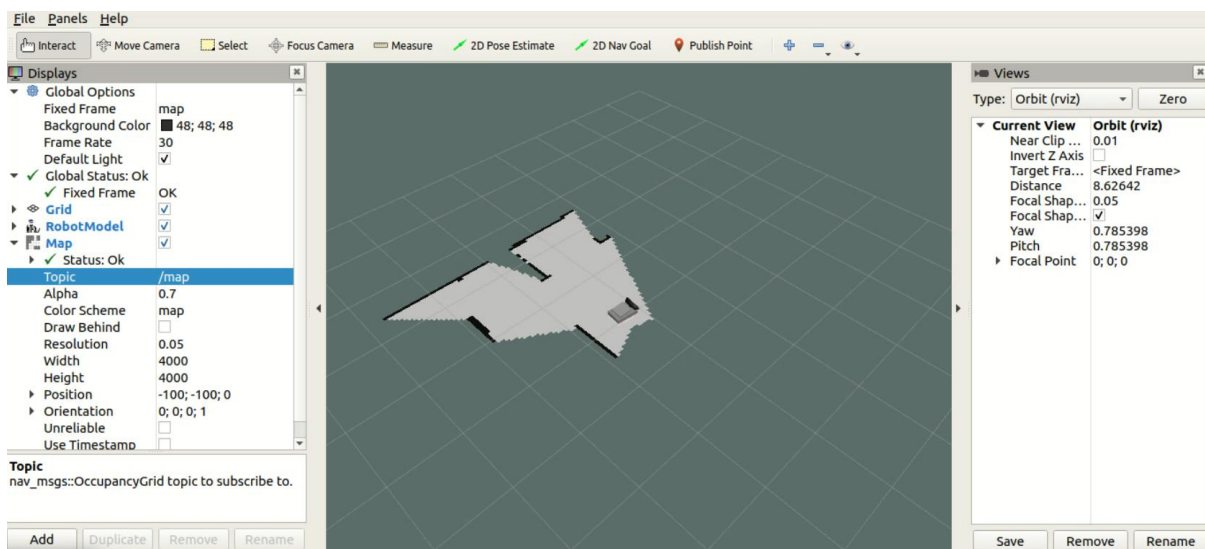 File Panels Help
Interact Move Camera Select Focus Camera Measure 2D Pose Estimate 2D Nav Goal Publish Point
Displays
Global Options
Fixed Frame map
Background Color 48; 48; 48
Frame Rate 30
Default Light
Global Status: Ok
Fixed Frame OK
Grid
RobotModel
Map
Status: Ok
Topic /map
Alpha 0.7
Color Scheme map
Draw Behind
Resolution 0.05
Width 4000
Height 4000
Position -100; -100; 0
Orientation 0; 0; 0; 1
Unreliable
Use Timestamp
Topic
nav_msgs::OccupancyGrid topic to subscribe to.
Add Duplicate Remove Rename
Views
Type: Orbit (rviz) Zero
Current View Orbit (rviz)
Near Clip ... 0.01
Invert Z Axis
Target Fra... <Fixed Frame>
Distance 8.62642
Focal Shap... 0.05
Focal Shap...
Yaw 0.785398
Pitch 0.785398
Focal Point 0; 0; 0
Save Remove Rename